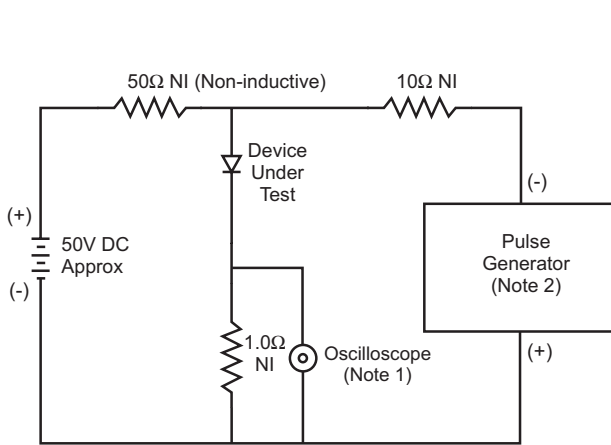 50Ω NI (Non-inductive)
10Ω NI
Device
Under
Test
(-)
(+)
50V DC
Approx
(-)
Pulse
Generator
(Note 2)
1.0Ω
NI
Oscilloscope
(Note 1)
(+)